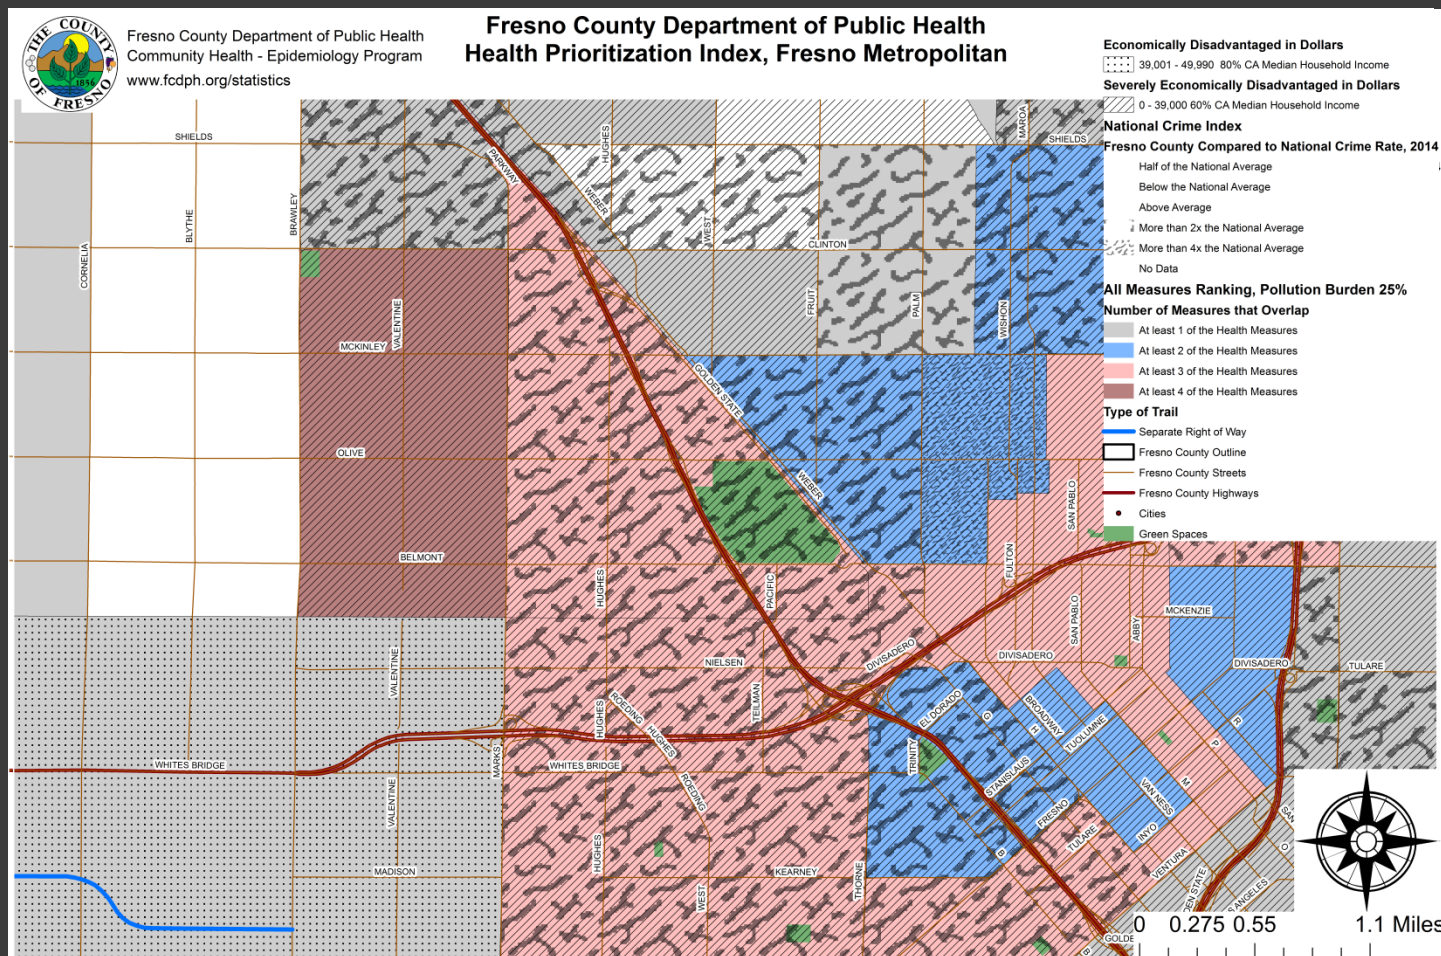 THE COUNTY
OF FRESNO
1856
Fresno County Department of Public Health
Community Health - Epidemiology Program
www.fcdph.org/statistics
Fresno County Department of Public Health
Health Prioritization Index, Fresno Metropolitan
Economically Disadvantaged in Dollars
39,001 - 49,990 80% CA Median Household Income
Severely Economically Disadvantaged in Dollars
0 - 39,000 60% CA Median Household Income
National Crime Index
Fresno County Compared to National Crime Rate, 2014
Half of the National Average
Below the National Average
Above Average
More than 2x the National Average
More than 4x the National Average
No Data
All Measures Ranking, Pollution Burden 25%
Number of Measures that Overlap
At least 1 of the Health Measures
At least 2 of the Health Measures
At least 3 of the Health Measures
At least 4 of the Health Measures
Type of Trail
Separate Right of Way
Fresno County Outline
Fresno County Streets
Fresno County Highways
Cities
Green Spaces
SHIELDS
HUGHES
MAROA
SHIELDS
PARKWAY
WEBER
BRAWLEY
BLYTHE
CORNELIA
WEST
CLINTON
VALENTINE
FRUIT
PALM
WISHON
MCKINLEY
GOLDEN STATE
OLIVE
WEBER
SAN PABLO
BELMONT
HUGHES
PACIFIC
FULTON
SAN PABLO
ABBY
MCKENZIE
VALENTINE
NIELSEN
DIVISADERO
DIVISADERO
DIVISADERO
TULARE
TEILMAN
ROEDING
HUGHES
HUGHES
EL DORADO
G
H
BROADWAY
TUOLUMNE
R
P
MARKS
WHITES BRIDGE
WHITES BRIDGE
TRINITY
STANISLAUS
ROEDING
VALENTINE
FRESNO
VAN NESS
M
INYO
TULARE
SAN
O
HUGHES
B
VENTURA
MADISON
KEARNEY
THORNE
WEST
DEN STATE
S ANGELES
GOLDE
B
0 0.275 0.55 1.1 Miles